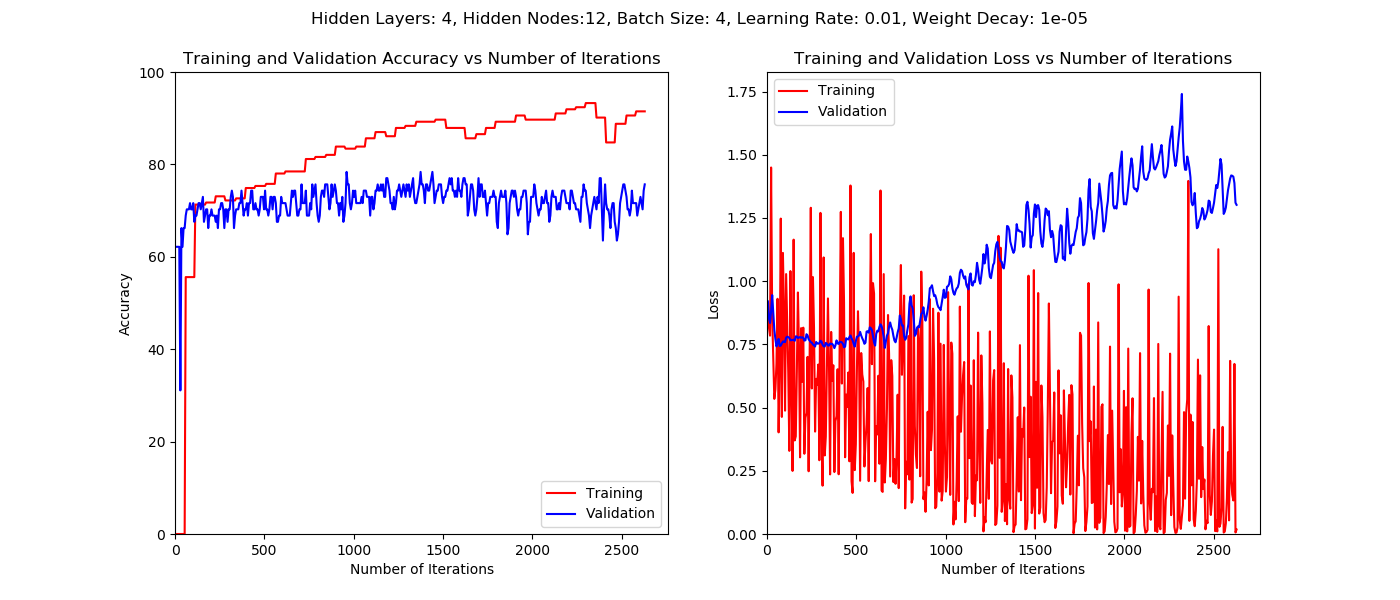 Hidden Layers: 4, Hidden Nodes:12, Batch Size: 4, Learning Rate: 0.01, Weight Decay: 1e-05
Training and Validation Accuracy vs Number of Iterations
100
80
60
40
20
0
Accuracy
0 500 1000 1500 2000 2500
Number of Iterations
Training
Validation
Training and Validation Loss vs Number of Iterations
1.75
1.50
1.25
1.00
0.75
0.50
0.25
0.00
Loss
0 500 1000 1500 2000 2500
Number of Iterations
Training
Validation